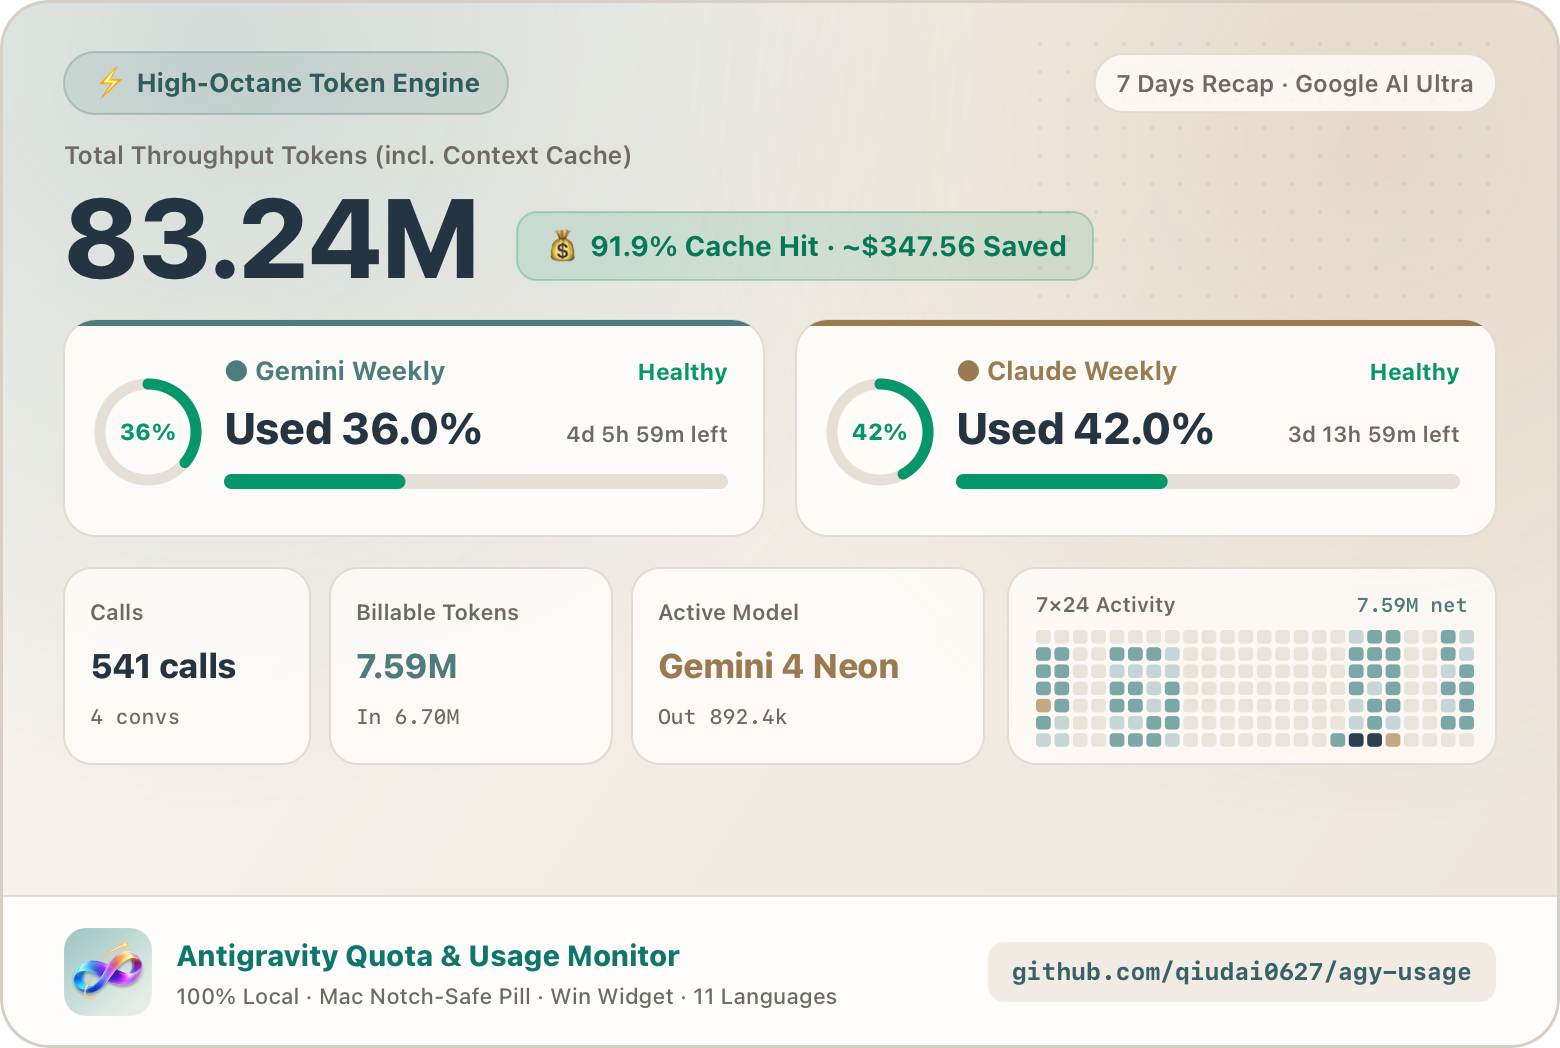 ⚡ High-Octane Token Engine
7 Days Recap · Google AI Ultra
Total Throughput Tokens (incl. Context Cache)
83.24M
💰 91.9% Cache Hit · ~$347.56 Saved
36%
● Gemini Weekly
Healthy
Used 36.0%
4d 5h 59m left
42%
● Claude Weekly
Healthy
Used 42.0%
3d 13h 59m left
Calls
541 calls
4 convs
Billable Tokens
7.59M
In 6.70M
Active Model
Gemini 4 Neon
Out 892.4k
7×24 Activity
7.59M net
Antigravity Quota & Usage Monitor
100% Local · Mac Notch-Safe Pill · Win Widget · 11 Languages
github.com/qiudai0627/agy-usage